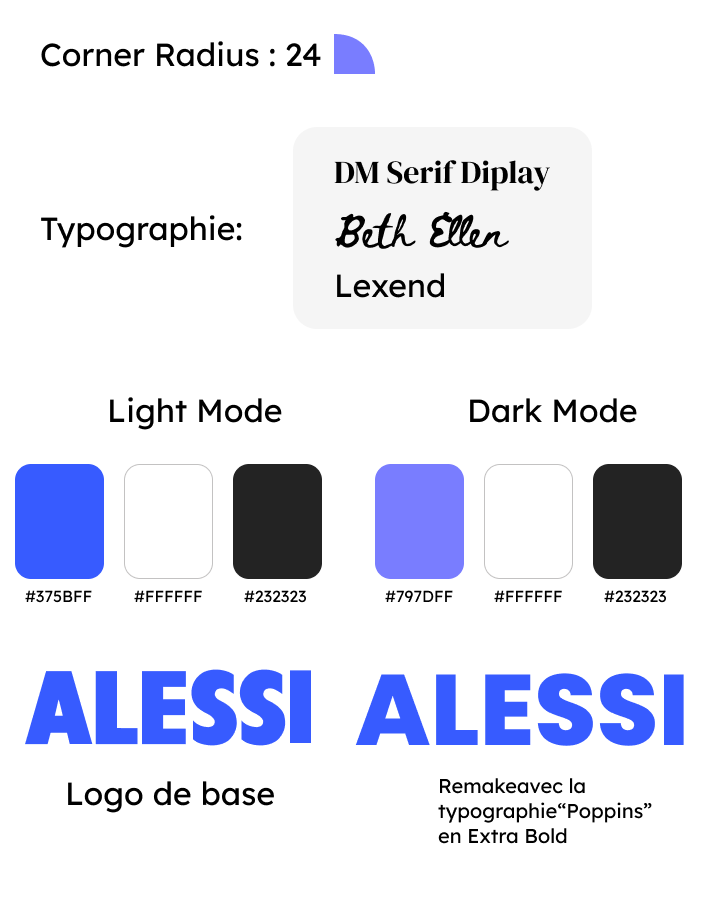 Corner Radius : 24
DM Serif Diplay
Typographie:
Beth Ellen
Lexend
Light Mode
Dark Mode
#375BFF
#FFFFFF
#232323
#797DFF
#FFFFFF
#232323
ALESSI
ALESSI
Logo de base
Remakeavec la
typographie“Poppins”
en Extra Bold